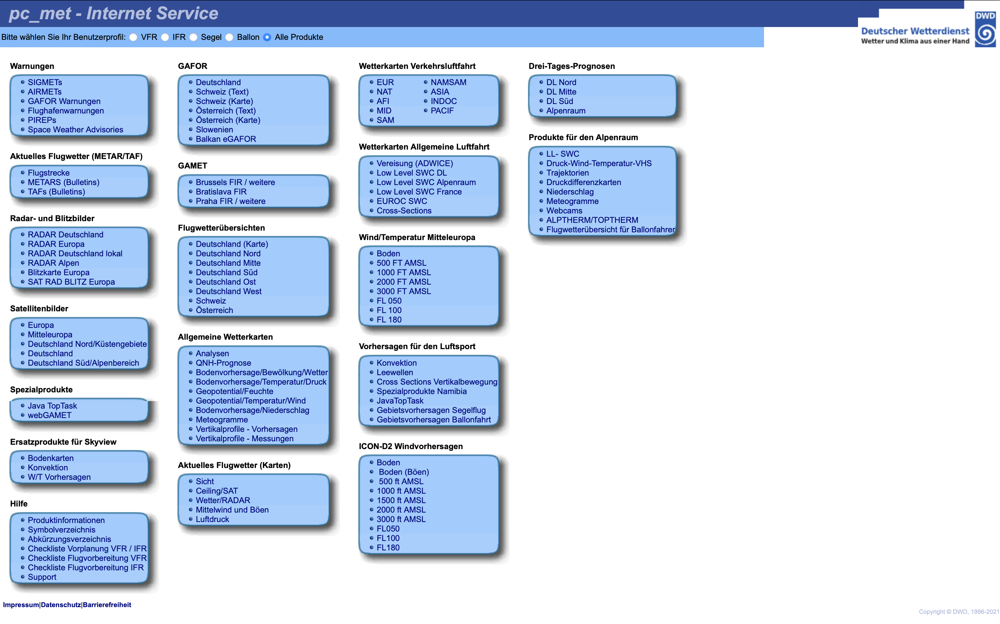 pc_met - Internet Service
DWD
Deutscher Wetterdienst
Wetter und Klima aus einer Hand
Bitte wählen Sie Ihr Benutzerprofil: VFR IFR Segel Ballon Alle Produkte
Warnungen
SIGMETs
AIRMETs
GAFOR Warnungen
Flughafenwarnungen
PIREPs
Space Weather Advisories
Aktuelles Flugwetter (METAR/TAF)
Flugstrecke
METARS (Bulletins)
TAFs (Bulletins)
Radar- und Blitzbilder
RADAR Deutschland
RADAR Europa
RADAR Deutschland lokal
RADAR Alpen
Blitzkarte Europa
SAT RAD BLITZ Europa
Satellitenbilder
Europa
Mitteleuropa
Deutschland Nord/Küstengebiete
Deutschland
Deutschland Süd/Alpenbereich
Spezialprodukte
Java TopTask
webGAMET
Ersatzprodukte für Skyview
Bodenkarten
Konvektion
W/T Vorhersagen
Hilfe
Produktinformationen
Symbolverzeichnis
Abkürzungsverzeichnis
Checkliste Vorplanung VFR / IFR
Checkliste Flugvorbereitung VFR
Checkliste Flugvorbereitung IFR
Support
GAFOR
Deutschland
Schweiz (Text)
Schweiz (Karte)
Österreich (Text)
Österreich (Karte)
Slowenien
Balkan eGAFOR
GAMET
Brussels FIR / weitere
Bratislava FIR
Praha FIR / weitere
Flugwetterübersichten
Deutschland (Karte)
Deutschland Nord
Deutschland Mitte
Deutschland Süd
Deutschland Ost
Deutschland West
Schweiz
Österreich
Allgemeine Wetterkarten
Analysen
QNH-Prognose
Bodenvorhersage/Bewölkung/Wetter
Bodenvorhersage/Temperatur/Druck
Geopotential/Feuchte
Geopotential/Temperatur/Wind
Bodenvorhersage/Niederschlag
Meteogramme
Vertikalprofile - Vorhersagen
Vertikalprofile - Messungen
Aktuelles Flugwetter (Karten)
Sicht
Ceiling/SAT
Wetter/RADAR
Mittelwind und Böen
Luftdruck
Wetterkarten Verkehrsluftfahrt
EUR NAMSAM
NAT ASIA
AFI INDOC
MID PACIF
SAM
Wetterkarten Allgemeine Luftfahrt
Vereisung (ADWICE)
Low Level SWC DL
Low Level SWC Alpenraum
Low Level SWC France
EUROC SWC
Cross-Sections
Wind/Temperatur Mitteleuropa
Boden
500 FT AMSL
1000 FT AMSL
2000 FT AMSL
3000 FT AMSL
FL 050
FL 100
FL 180
Vorhersagen für den Luftsport
Konvektion
Leewellen
Cross Sections Vertikalbewegung
Spezialprodukte Namibia
JavaTopTask
Gebietsvorhersagen Segelflug
Gebietsvorhersagen Ballonfahrt
ICON-D2 Windvorhersagen
Boden
Boden (Böen)
500 ft AMSL
1000 ft AMSL
1500 ft AMSL
2000 ft AMSL
3000 ft AMSL
FL050
FL100
FL180
Drei-Tages-Prognosen
DL Nord
DL Mitte
DL Süd
Alpenraum
Produkte für den Alpenraum
LL- SWC
Druck-Wind-Temperatur-VHS
Trajektorien
Druckdifferenzkarten
Niederschlag
Meteogramme
Webcams
ALPTHERM/TOPTHERM
Flugwetterübersicht für Ballonfahrer
Impressum|Datenschutz|Barrierefreiheit
Copyright © DWD, 1996-2021